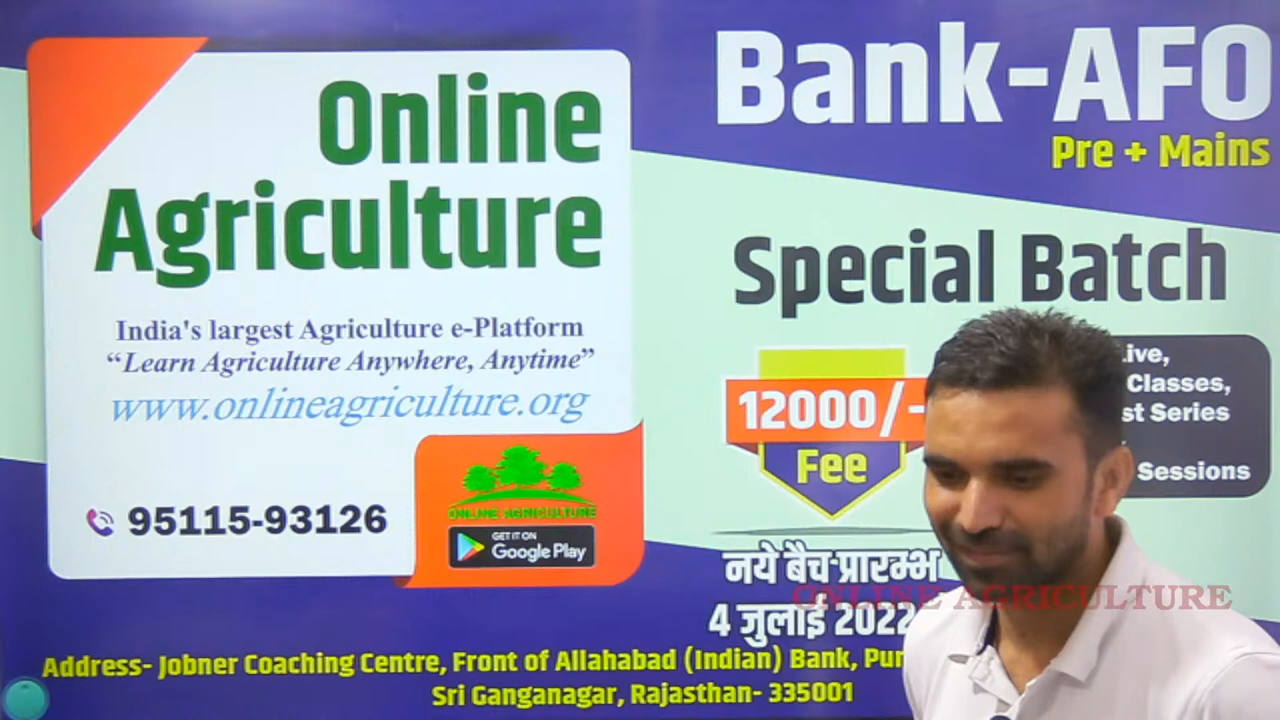 Online
Agriculture
India's largest Agriculture e-Platform
“Learn Agriculture Anywhere, Anytime”
www.onlineagriculture.org
95115-93126
ONLINE AGRICULTURE
GET IT ON
Google Play
Bank-AFO
Pre + Mains
Special Batch
12000/-
Fee
Classes,
Series
Sessions
नये बैच प्रारम्भ
4 जुलाई 2022
ONLINE AGRICULTURE
Address- Jobner Coaching Centre, Front of Allahabad (Indian) Bank,
Sri Ganganagar, Rajasthan- 335001